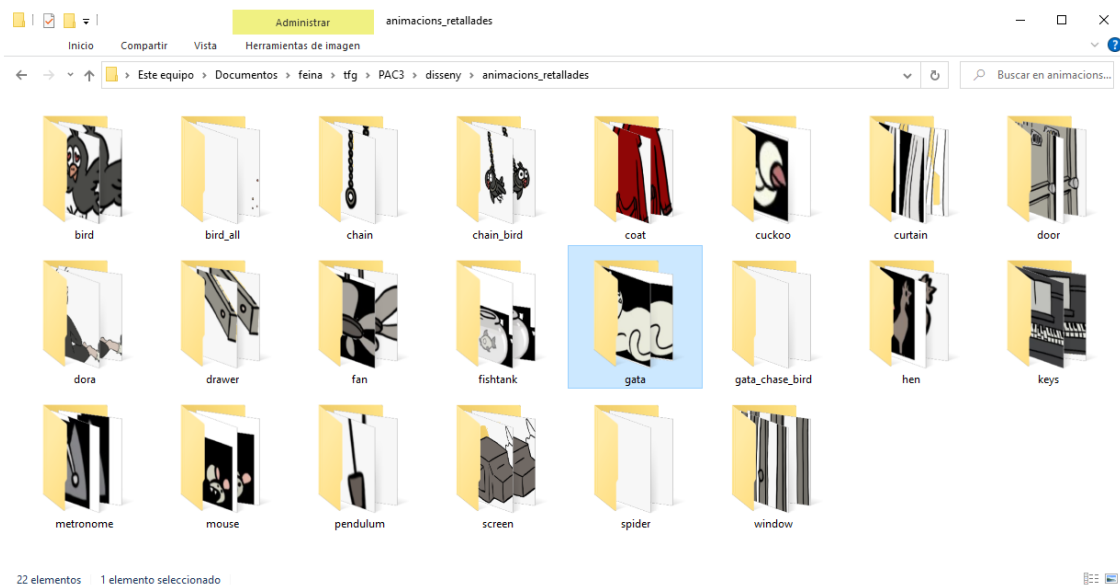 Administrar animacions_retallades
Inicio Compartir Vista Herramientas de imagen
Este equipo > Documentos > feina > tfg > PAC3 > disseny > animacions_retallades
Buscar en animacions...
bird bird_all chain chain_bird coat cuckoo curtain door
dora drawer fan fishtank gata gata_chase_bird hen keys
metronome mouse pendulum screen spider window
22 elementos 1 elemento seleccionado